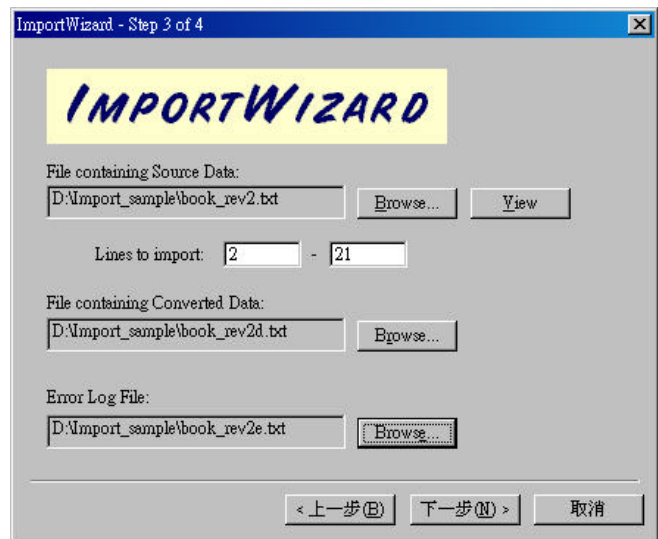 ImportWizard - Step 3 of 4
IMPORTWIZARD
File containing Source Data:
D:\Import_sample\book_rev2.txt Browse... View
Lines to import: 2 - 21
File containing Converted Data:
D:\Import_sample\book_rev2d.txt Browse...
Error Log File:
D:\Import_sample\book_rev2e.txt Browse...
<上一步(B) 下一步(N)> 取消